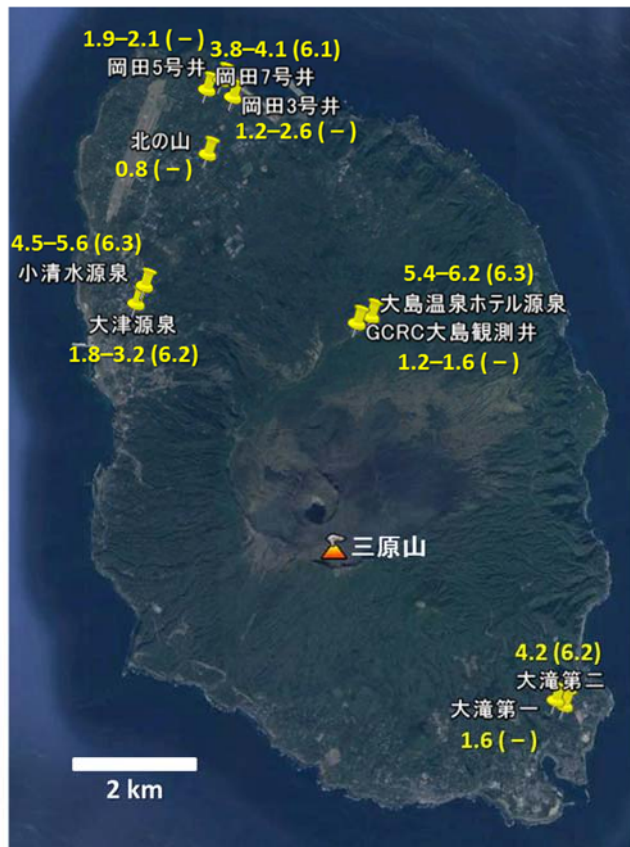 1.9–2.1 (–)
3.8–4.1 (6.1)
岡田5号井
岡田7号井
岡田3号井
1.2–2.6 (–)
北の山
0.8 (–)
4.5–5.6 (6.3)
小清水源泉
大津源泉
1.8–3.2 (6.2)
5.4–6.2 (6.3)
大島温泉ホテル源泉
GCRC大島観測井
1.2–1.6 (–)
三原山
4.2 (6.2)
大滝第二
大滝第一
1.6 (–)
2 km